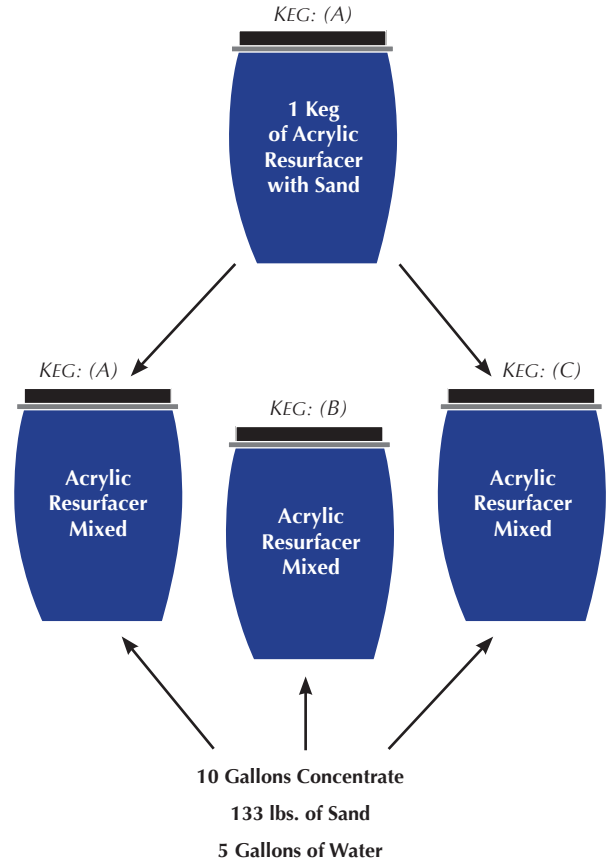 KEG: (A)
1 Keg
of Acrylic
Resurfacer
with Sand
KEG: (A)
Acrylic
Resurfacer
Mixed
KEG: (B)
Acrylic
Resurfacer
Mixed
KEG: (C)
Acrylic
Resurfacer
Mixed
10 Gallons Concentrate
133 lbs. of Sand
5 Gallons of Water